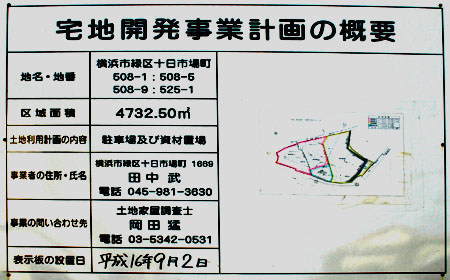 宅地開発事業計画の概要
地名・地番
横浜市緑区十日市場町
508-1：508-5
508-9：525-1
区域面積
4732.50㎡
土地利用計画の内容
駐車場及び資材置場
事業者の住所・氏名
横浜市緑区十日市場町 1669
田中 武
電話 045-981-3630
事業の問い合わせ先
土地家屋調査士
岡田 猛
電話 03-5342-0531
表示板の設置日
平成16年9月2日